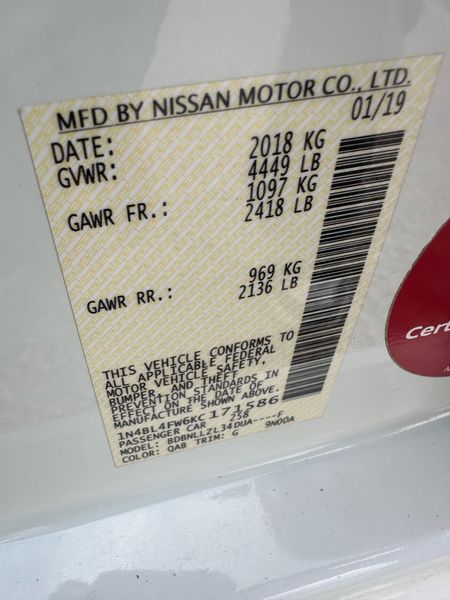 MFD BY NISSAN MOTOR CO., LTD.
DATE: 01/19
GVWR: 2018 KG
4449 LB
GAWR FR.: 1097 KG
2418 LB
GAWR RR.: 969 KG
2136 LB
THIS VEHICLE CONFORMS TO
ALL APPLICABLE FEDERAL
MOTOR VEHICLE SAFETY,
BUMPER, AND THEFT
PREVENTION STANDARDS IN
EFFECT ON THE DATE OF
MANUFACTURE SHOWN ABOVE.
1N4BL4FW6KC171586
PASSENGER CAR 258
MODEL: BDBNLLZL34DUA----F
COLOR: QAB TRIM: G 9N00A
Cert